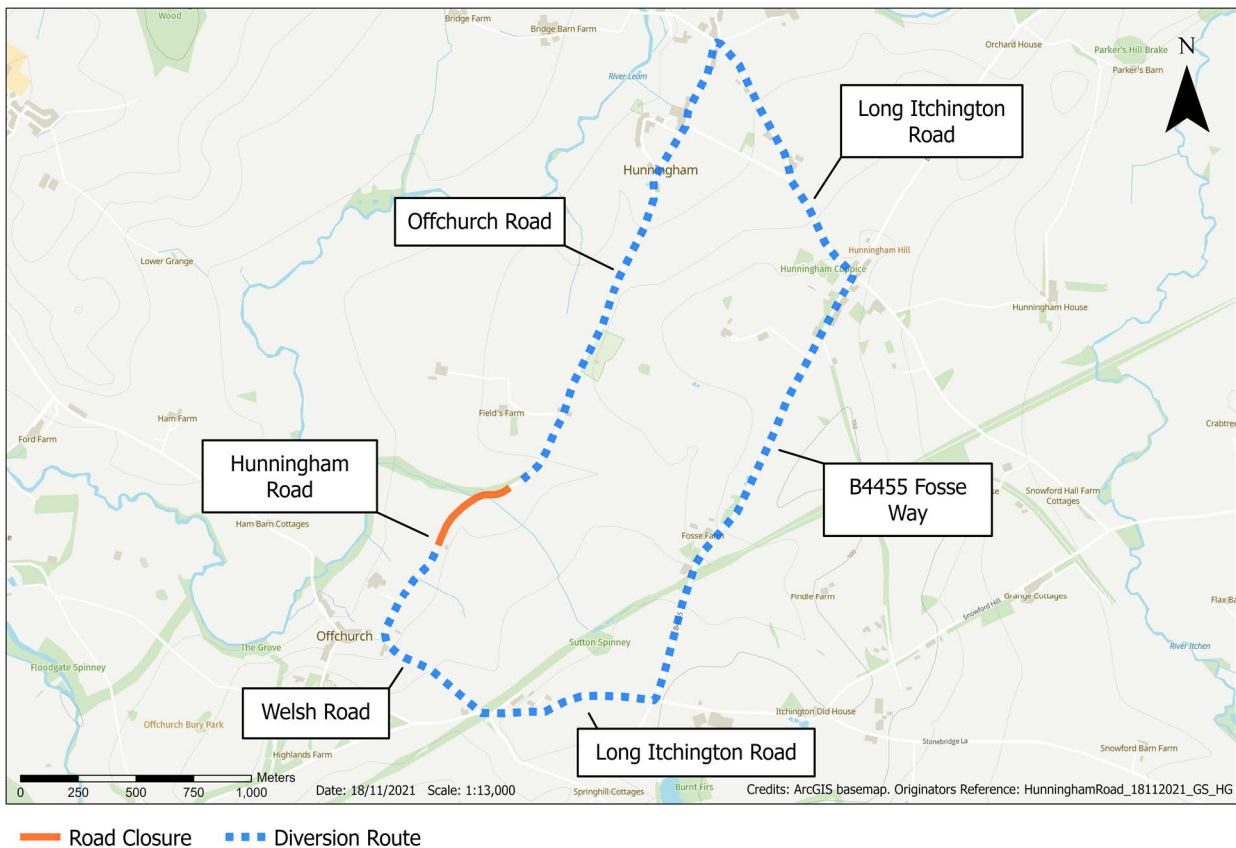 Wood
Bridge Farm
Bridge Barn Farm
Orchard House
Parker's Hill Brake
Parker's Barn
N
River Leam
Long Itchington
Road
Hunningham
Offchurch Road
Lower Grange
Hunningham Hill
Hunningham Coppice
Hunningham House
Field's Farm
Ham Farm
Ford Farm
Crabtree
Hunningham
Road
B4455 Fosse
Way
100
Snowford Hall Farm
Cottages
Ham Barn Cottages
Fosse Farm
100
Findle Farm
Grange Cottages
Snowford Hill
Flax Ba
Offchurch
Sutton Spinney
The Grove
River Itchen
Floodgate Spinney
Welsh Road
Itchington Old House
Offchurch Bury Park
Long Itchington Road
Stonebridge La
Snowford Barn Farm
Highlands Farm
Meters
0 250 500 750 1,000
Date: 18/11/2021 Scale: 1:13,000
Springhill Cottages
Burnt Firs
Credits: ArcGIS basemap. Originators Reference: HunninghamRoad_18112021_GS_HG
Road Closure
Diversion Route